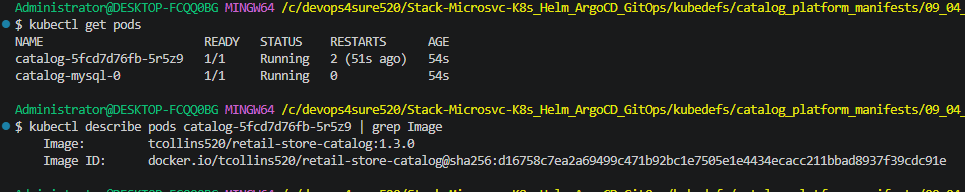 Administrator@DESKTOP-FCQQ0BG MINGW64 /c/devops4sure520/Stack-Microsvc-K8s_Helm_ArgoCD_GitOps/kubedefs/catalog_platform_manifests/09_04_
$ kubectl get pods
NAME READY STATUS RESTARTS AGE
catalog-5fcd7d76fb-5r5z9 1/1 Running 2 (51s ago) 54s
catalog-mysql-0 1/1 Running 0 54s
Administrator@DESKTOP-FCQQ0BG MINGW64 /c/devops4sure520/Stack-Microsvc-K8s_Helm_ArgoCD_GitOps/kubedefs/catalog_platform_manifests/09_04_
$ kubectl describe pods catalog-5fcd7d76fb-5r5z9 | grep Image
Image: tcollins520/retail-store-catalog:1.3.0
Image ID: docker.io/tcollins520/retail-store-catalog@sha256:d16758c7ea2a69499c471b92bc1e7505e1e4434ecacc211bbad8937f39cdc91e